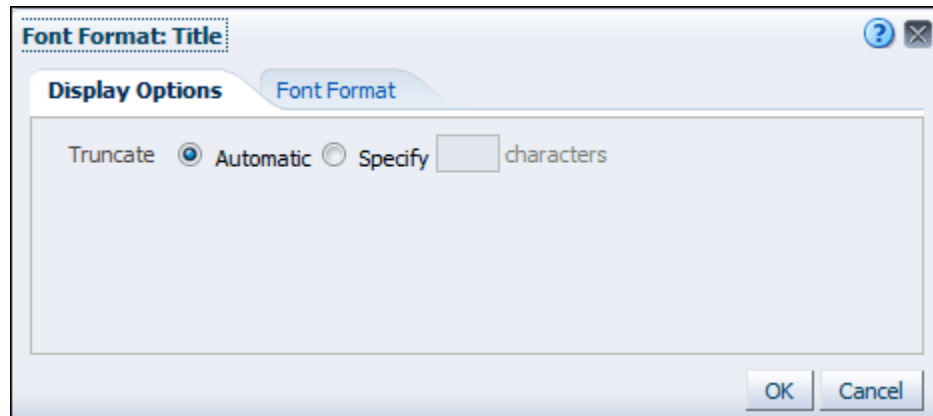 Font Format: Title ?
Display Options Font Format
Truncate Automatic Specify characters
OK Cancel